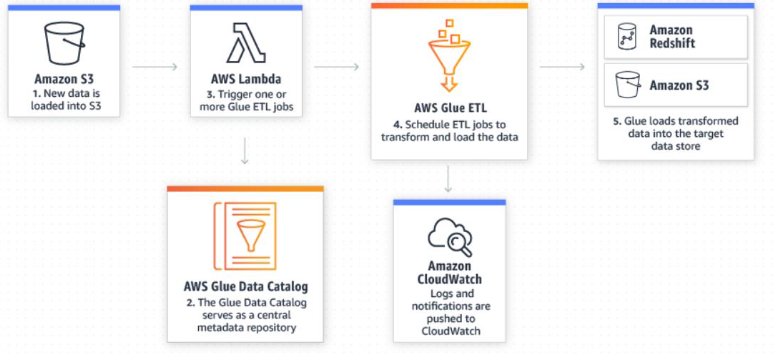 Amazon S3
1. New data is
loaded into S3
AWS Lambda
3. Trigger one or
more Glue ETL jobs
AWS Glue ETL
4. Schedule ETL jobs to
transform and load the data
Amazon
Redshift
Amazon S3
5. Glue loads transformed
data into the target
data store
AWS Glue Data Catalog
2. The Glue Data Catalog
serves as a central
metadata repository
Amazon
CloudWatch
Logs and
notifications are
pushed to
CloudWatch